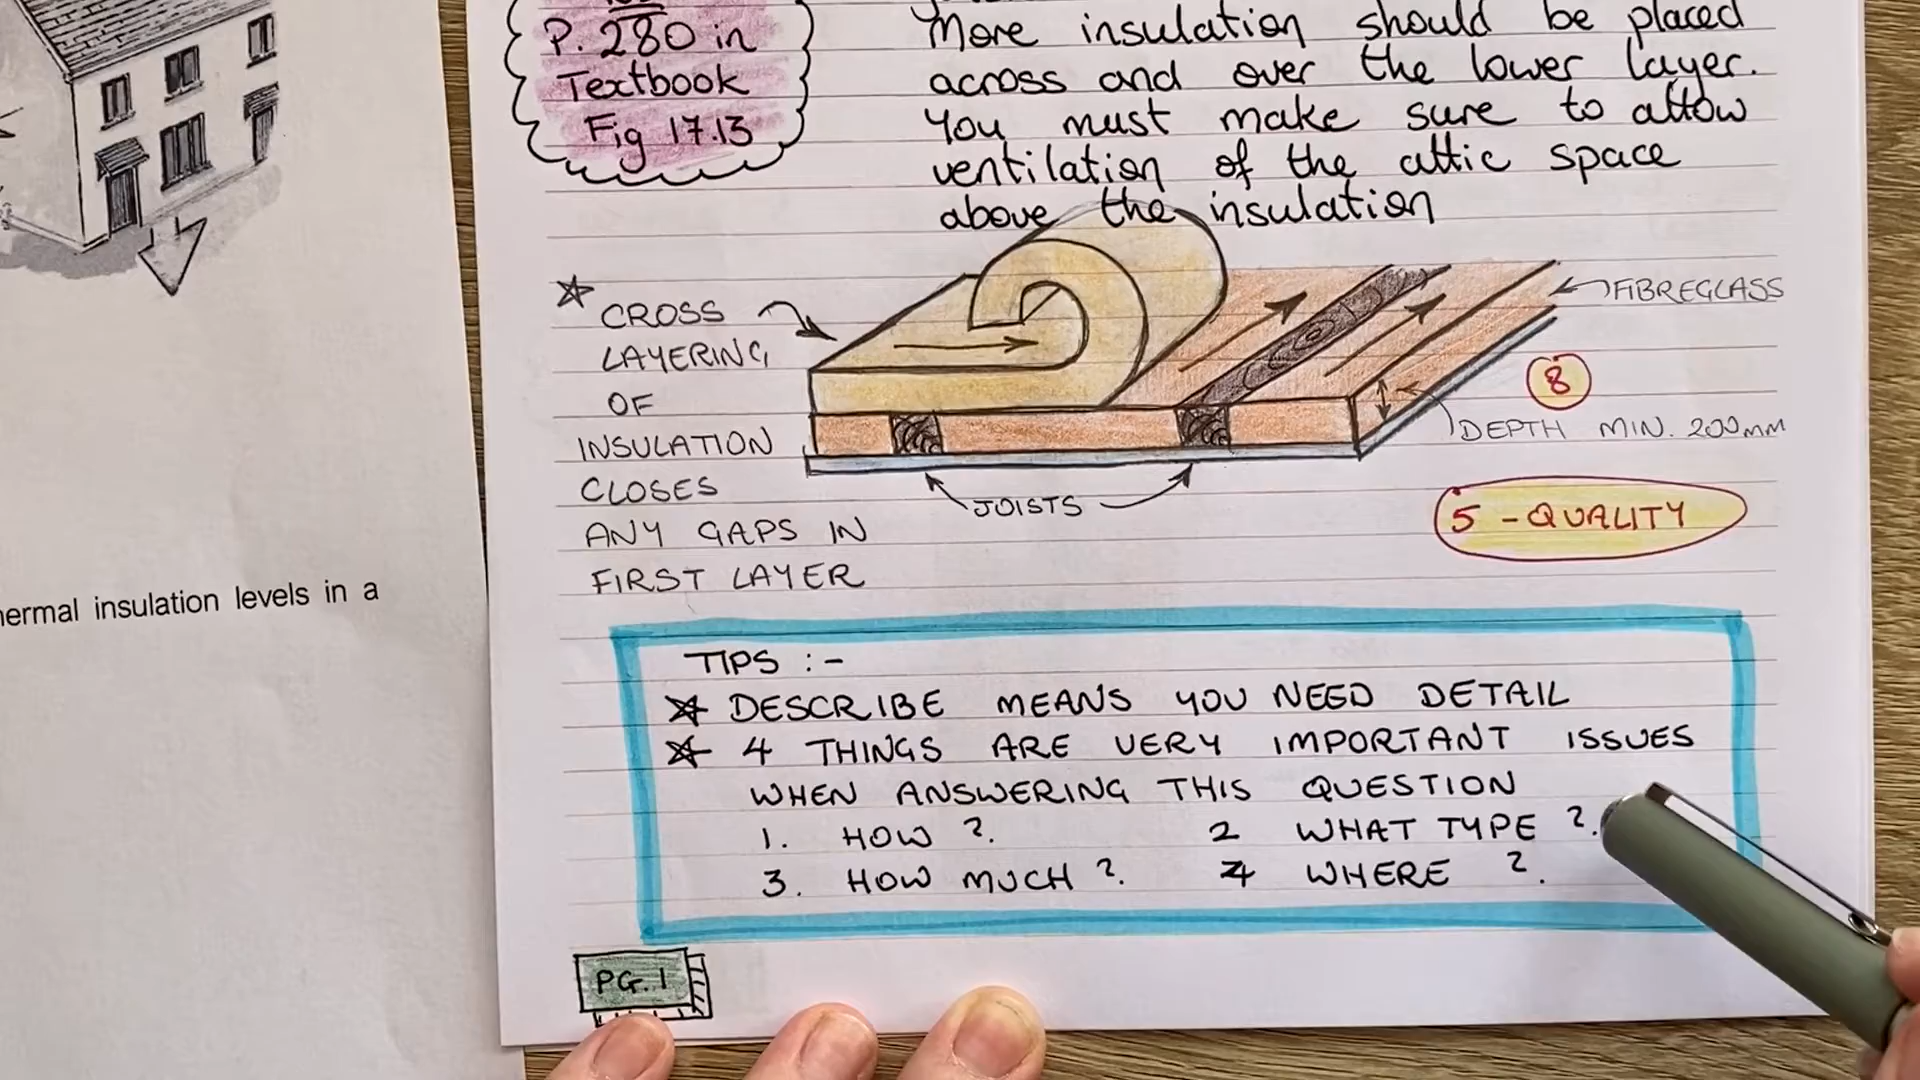 P. 280 in
Textbook
Fig 17.13
More insulation should be placed
across and over the lower layer.
You must make sure to allow
ventilation of the attic space
above the insulation
☆ CROSS
LAYERING
OF
INSULATION
CLOSES
ANY GAPS IN
FIRST LAYER
FIBREGLASS
8
DEPTH MIN. 200mm
JOISTS
5 - QUALITY
hermal insulation levels in a
TIPS :-
☆ DESCRIBE MEANS YOU NEED DETAIL
☆ 4 THINGS ARE VERY IMPORTANT ISSUES
WHEN ANSWERING THIS QUESTION
1. HOW ? 2 WHAT TYPE ?
3. HOW MUCH ? 4 WHERE ?
PG. 1